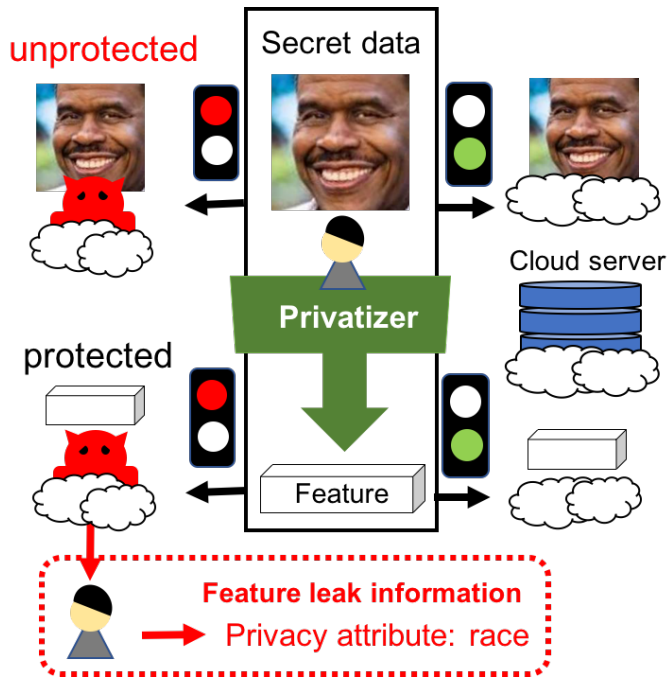 unprotected
Secret data
Cloud server
Privatizer
protected
Feature
Feature leak information
Privacy attribute: race